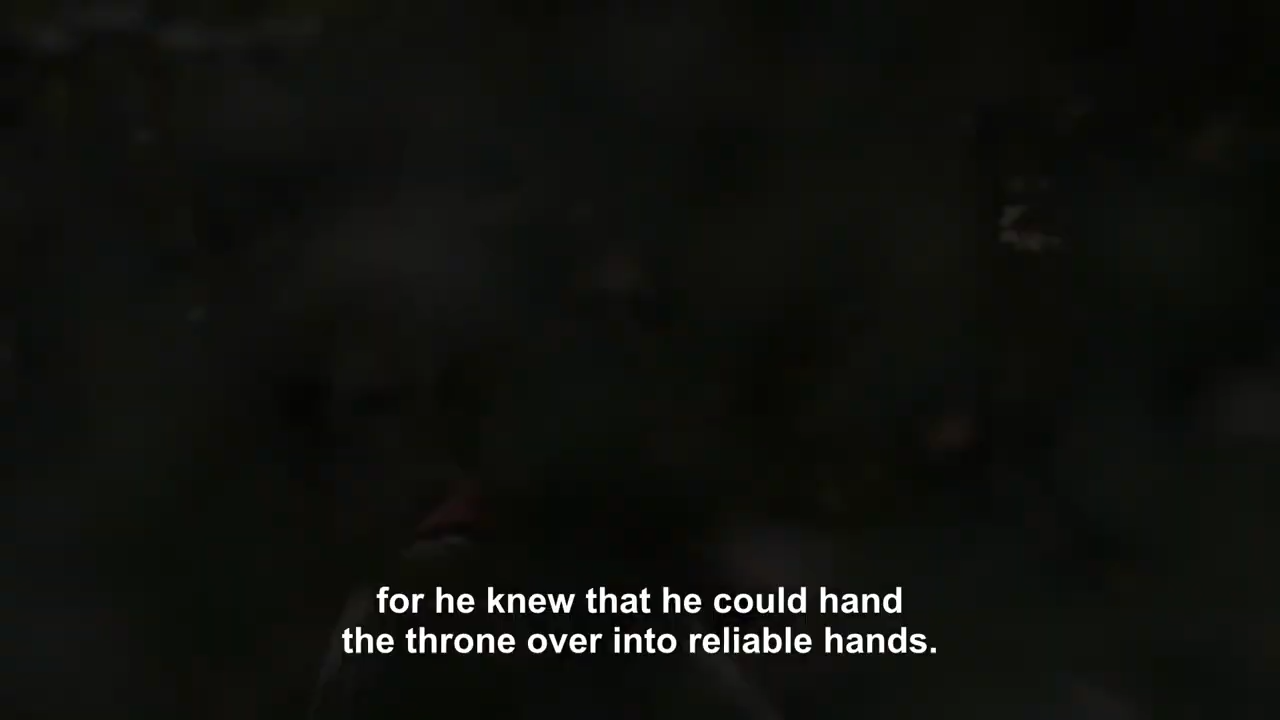 for he knew that he could hand
the throne over into reliable hands.